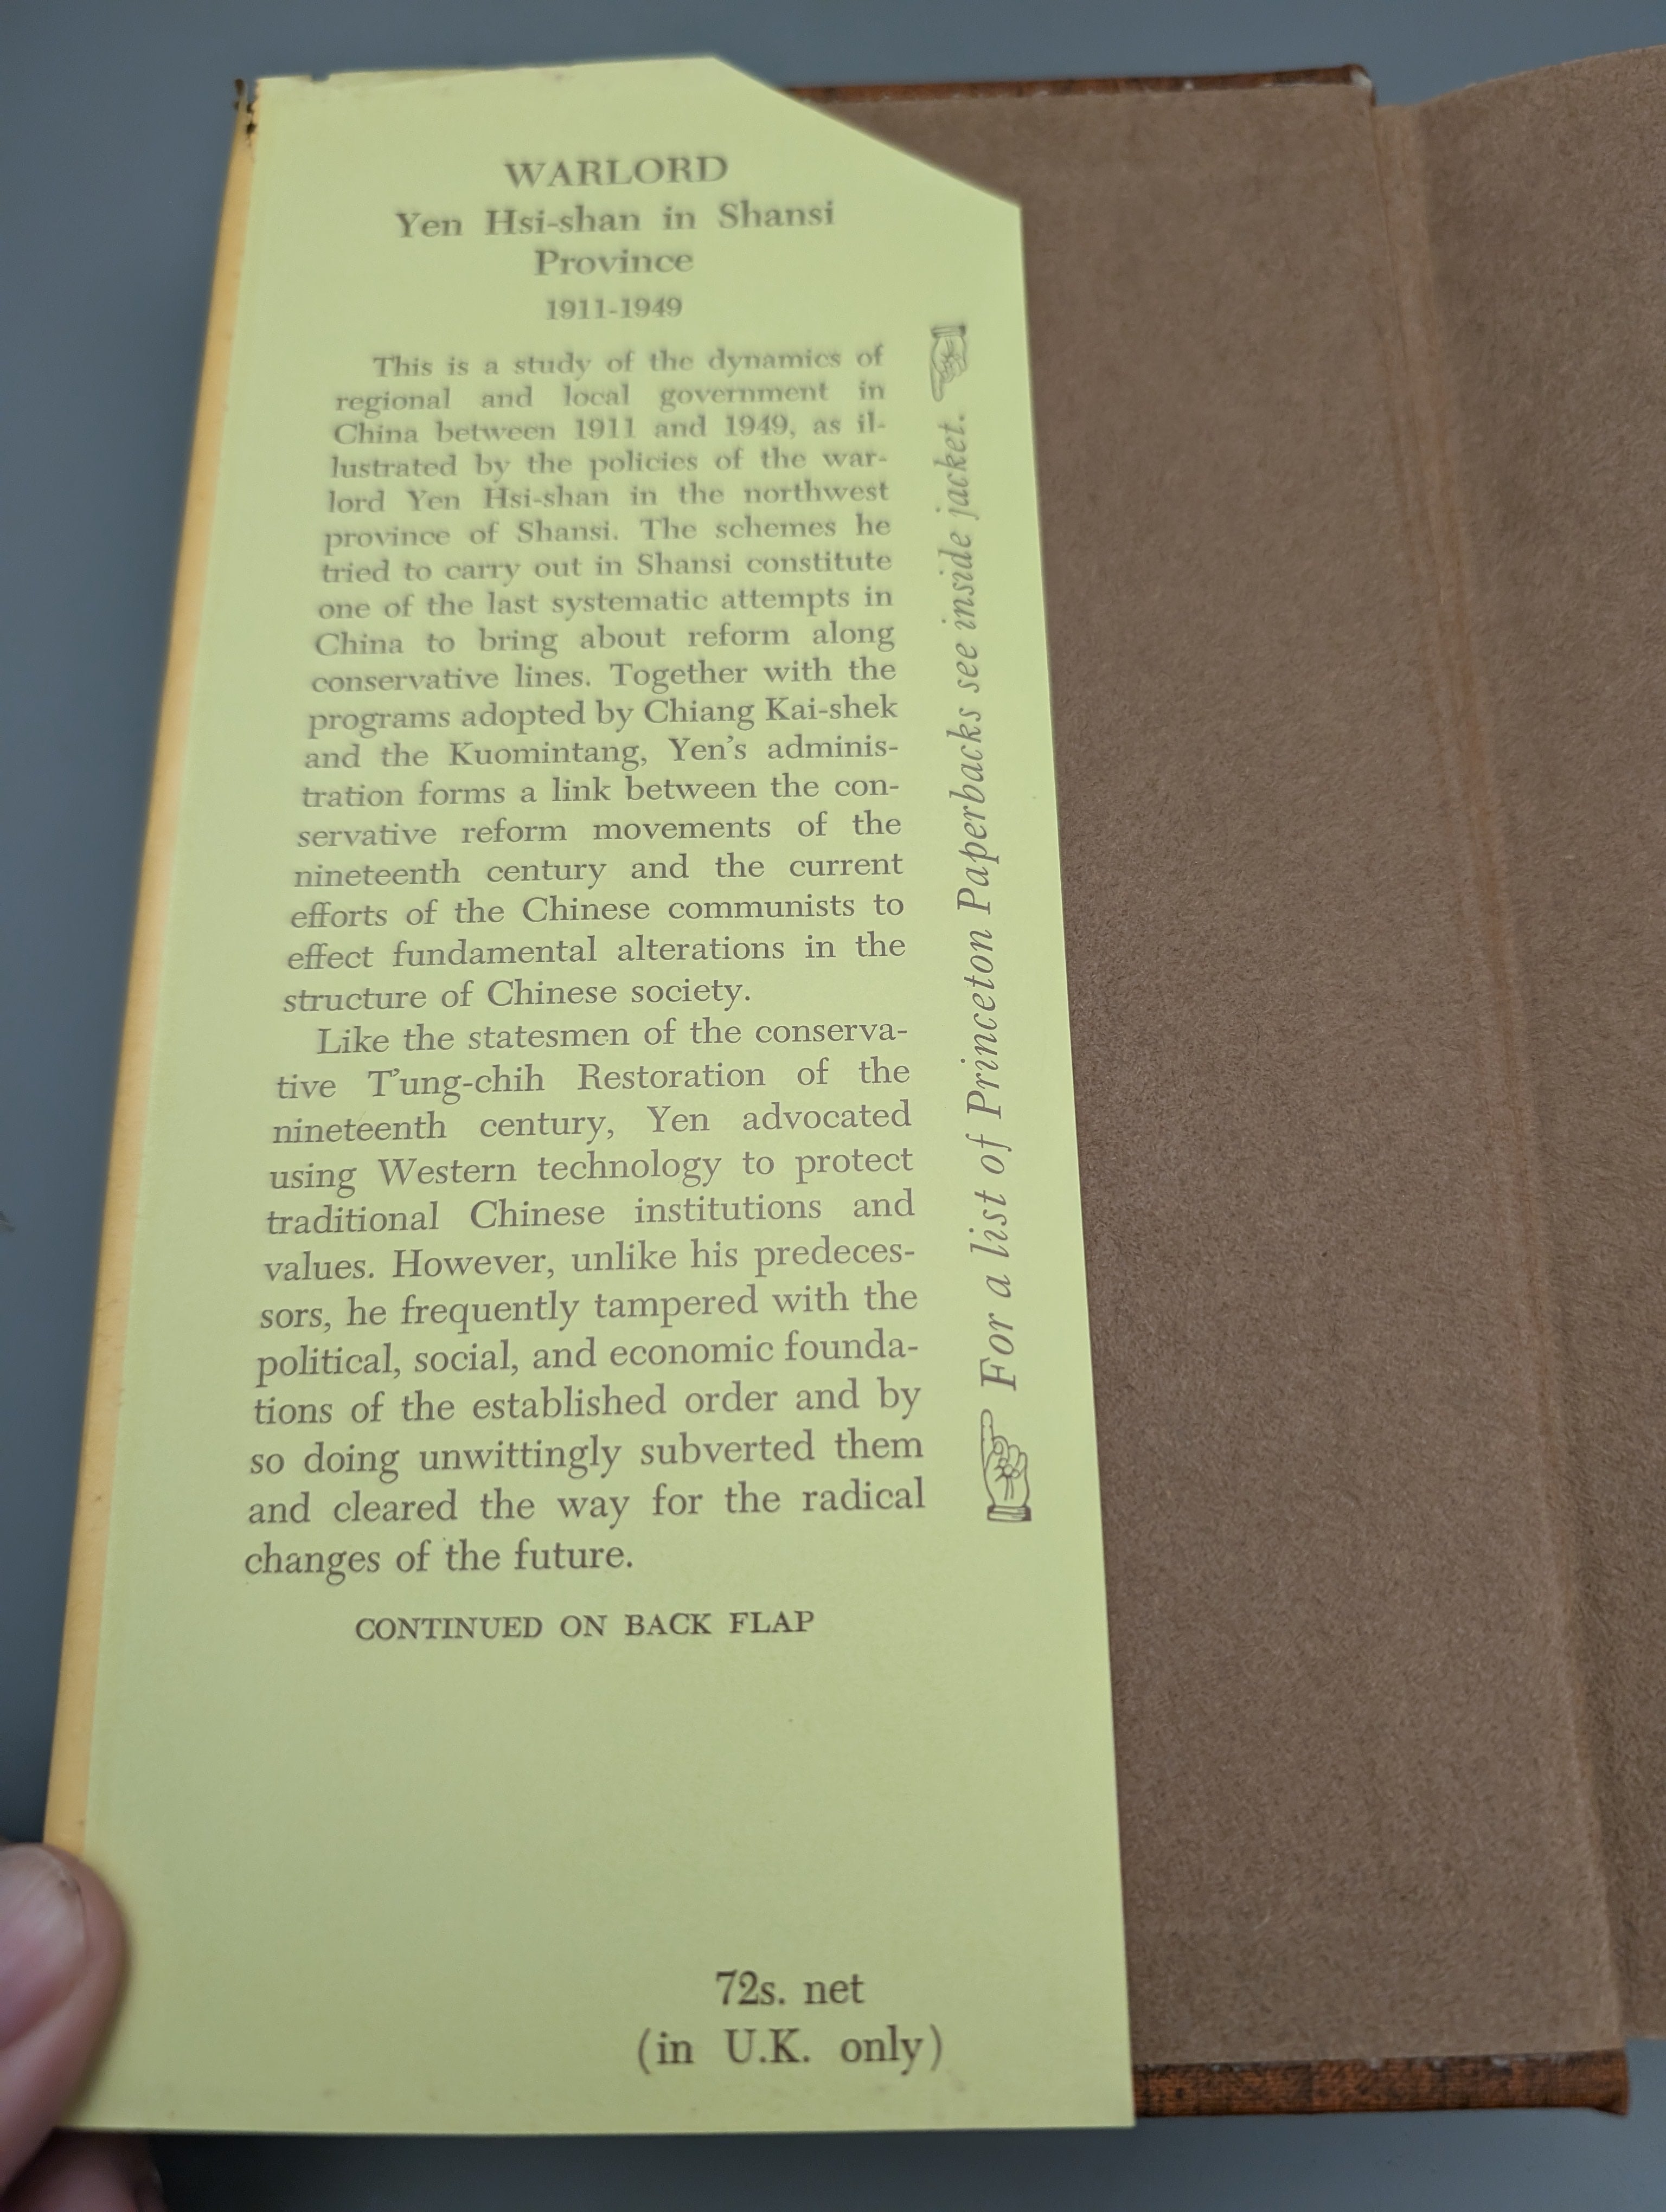 WARLORD
Yen Hsi-shan in Shansi
Province
1911-1949
This is a study of the dynamics of
regional and local government in
China between 1911 and 1949, as il-
lustrated by the policies of the war-
lord Yen Hsi-shan in the northwest
province of Shansi. The schemes he
tried to carry out in Shansi constitute
one of the last systematic attempts in
China to bring about reform along
conservative lines. Together with the
programs adopted by Chiang Kai-shek
and the Kuomintang, Yen's adminis-
tration forms a link between the con-
servative reform movements of the
nineteenth century and the current
efforts of the Chinese communists to
effect fundamental alterations in the
structure of Chinese society.
Like the statesmen of the conserva-
tive T'ung-chih Restoration of the
nineteenth century, Yen advocated
using Western technology to protect
traditional Chinese institutions and
values. However, unlike his predeces-
sors, he frequently tampered with the
political, social, and economic founda-
tions of the established order and by
so doing unwittingly subverted them
and cleared the way for the radical
changes of the future.
CONTINUED ON BACK FLAP
72s. net
(in U.K. only)
For a list of Princeton Paperbacks see inside jacket.